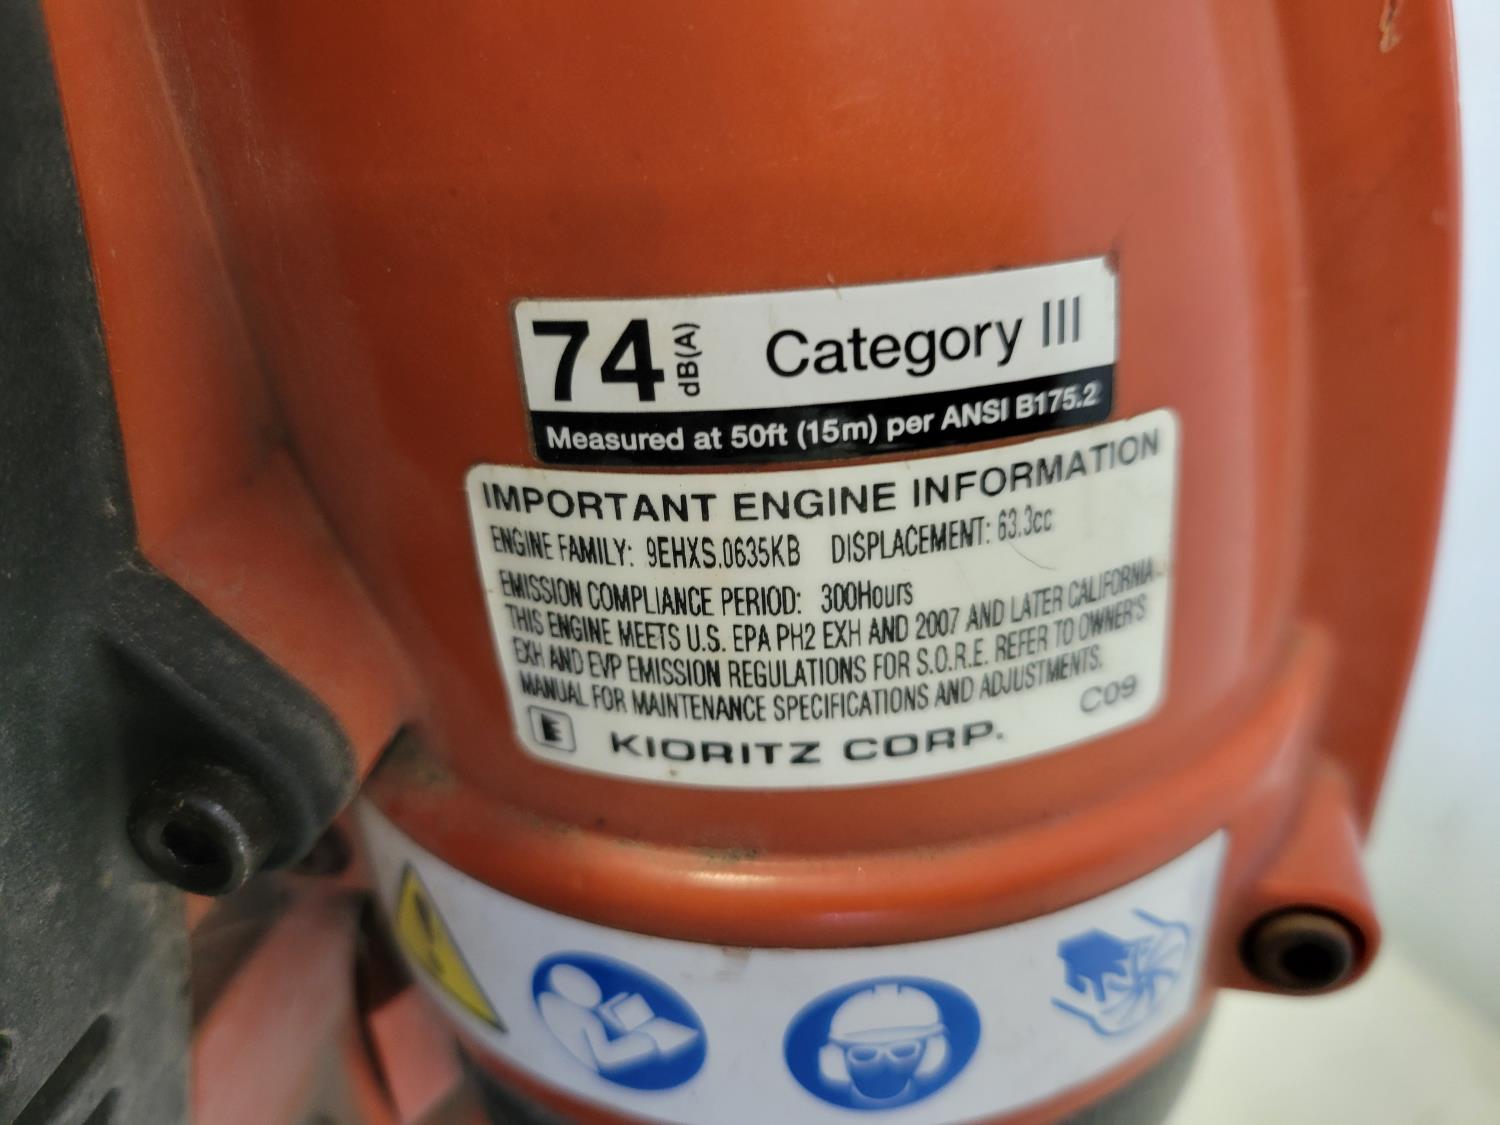 74 dB(A) Category III
Measured at 50ft (15m) per ANSI B175.2
IMPORTANT ENGINE INFORMATION
ENGINE FAMILY: 9EHXS.0635KB DISPLACEMENT: 63.3cc
EMISSION COMPLIANCE PERIOD: 300Hours
THIS ENGINE MEETS U.S. EPA PH2 EXH AND 2007 AND LATER CALIFORNIA
EXH AND EVP EMISSION REGULATIONS FOR S.O.R.E. REFER TO OWNER'S
MANUAL FOR MAINTENANCE SPECIFICATIONS AND ADJUSTMENTS.
E KIORITZ CORP. C09